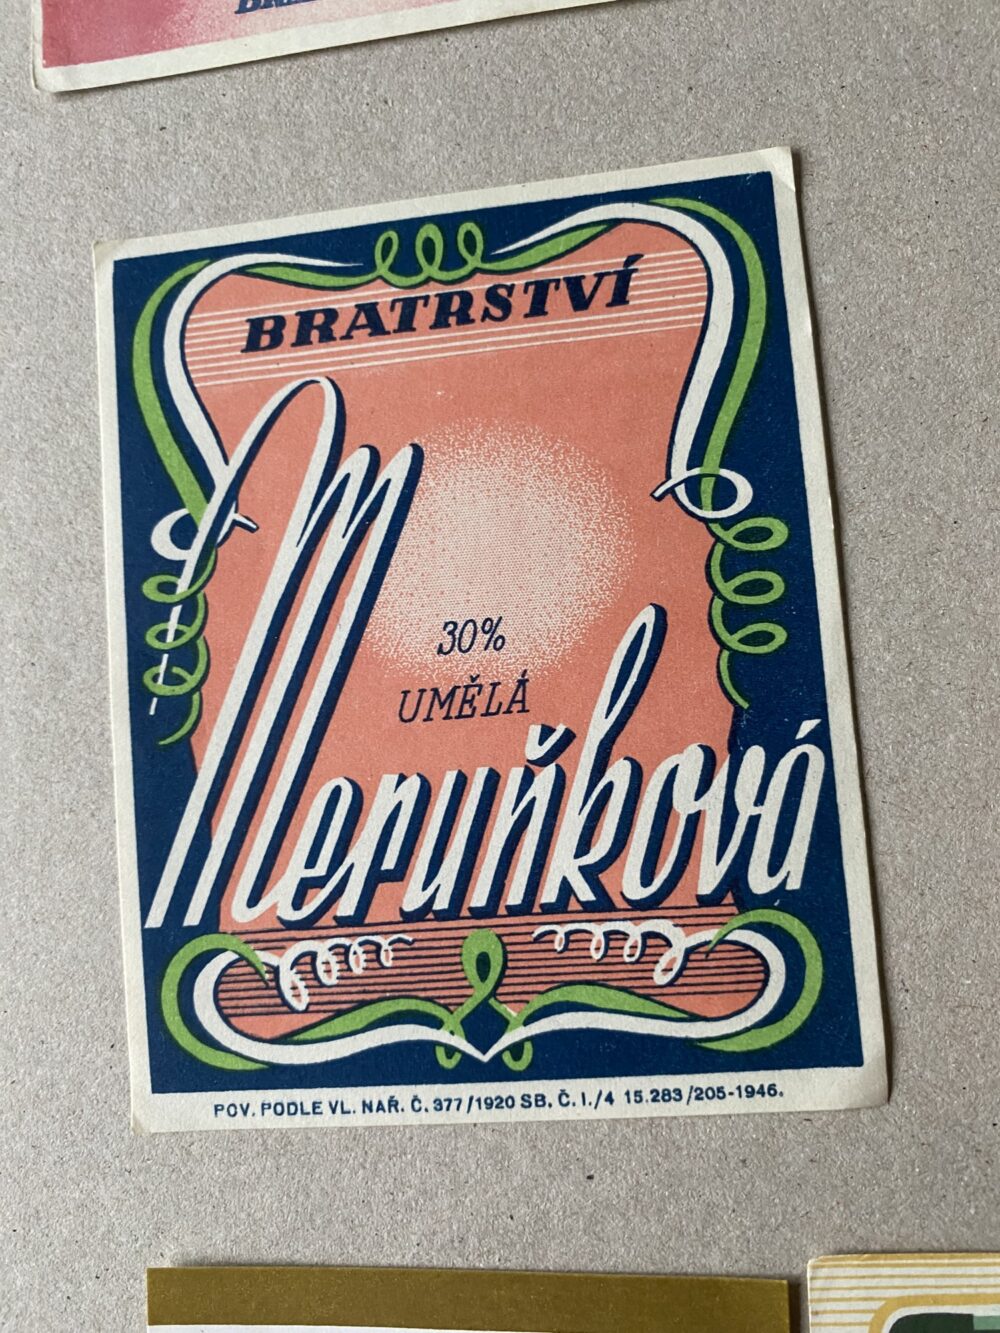 BRATRSTVÍ
30%
UMĚLÁ
Meruňková
POV. PODLE VL. NAŘ. Č. 377/1920 SB. Č. I./4 15.283/205-1946.